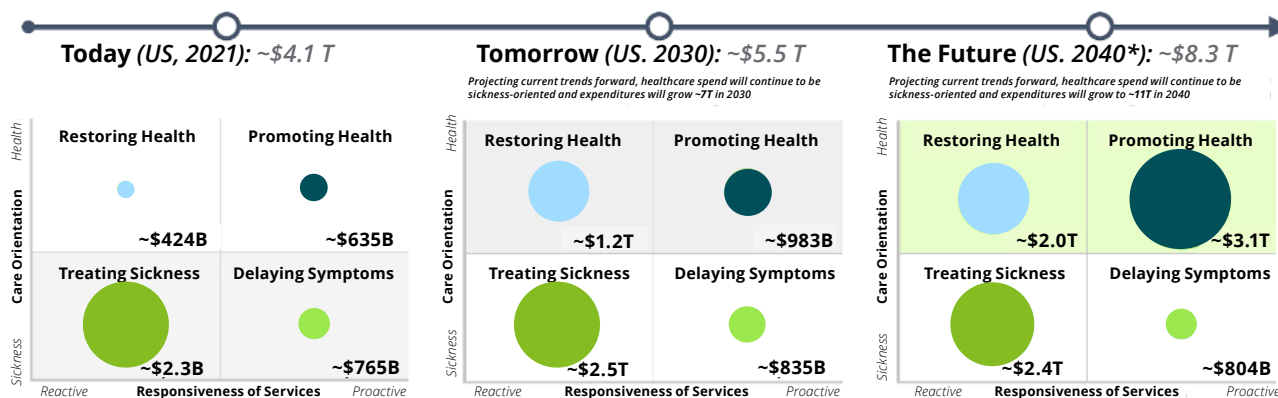 Today (US, 2021): ~$4.1 T
Restoring Health
Promoting Health
~$424B
~$635B
Treating Sickness
Delaying Symptoms
~$2.3B
~$765B
Health
Care Orientation
Sickness
Reactive
Responsiveness of Services
Proactive
Tomorrow (US. 2030): ~$5.5 T
Projecting current trends forward, healthcare spend will continue to be
sickness-oriented and expenditures will grow ~7T in 2030
Restoring Health
Promoting Health
~$1.2T
~$983B
Treating Sickness
Delaying Symptoms
~$2.5T
~$835B
Health
Care Orientation
Sickness
Reactive
Responsiveness of Services
Proactive
The Future (US. 2040*): ~$8.3 T
Projecting current trends forward, healthcare spend will continue to be
sickness-oriented and expenditures will grow to ~11T in 2040
Restoring Health
Promoting Health
~$2.0T
~$3.1T
Treating Sickness
Delaying Symptoms
~$2.4T
~$804B
Health
Care Orientation
Sickness
Reactive
Responsiveness of Services
Proactive